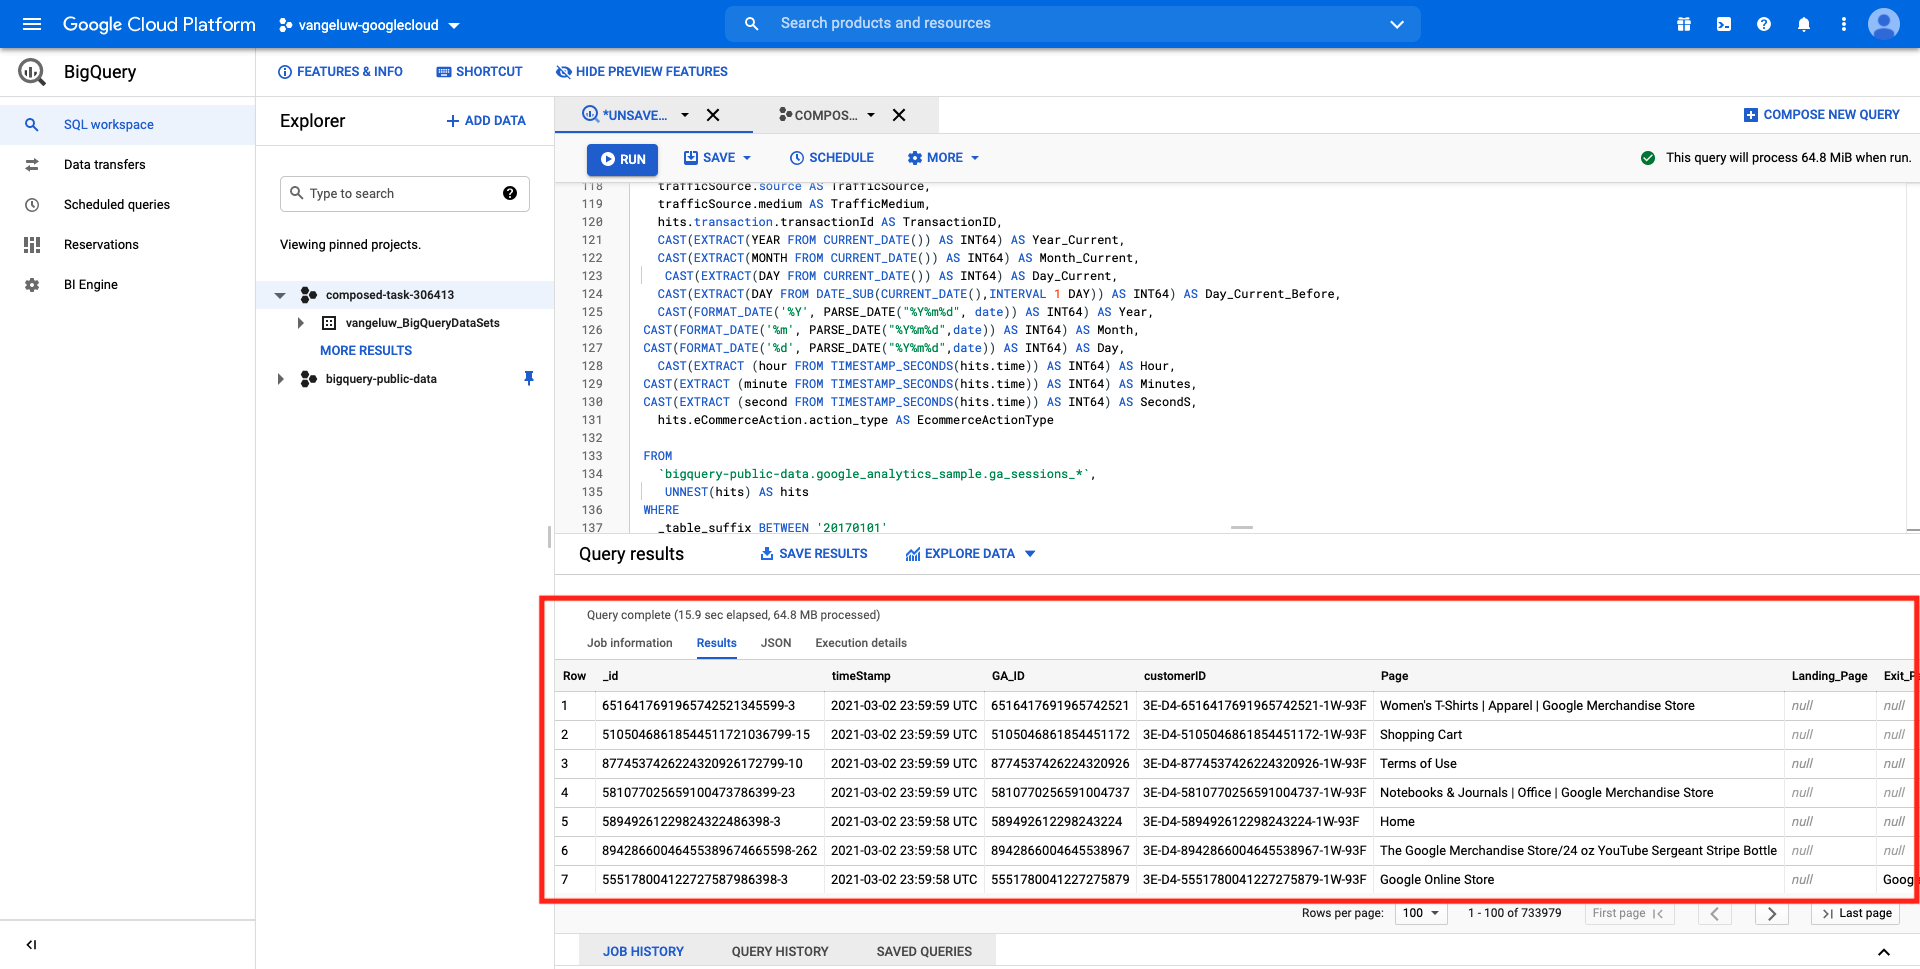 Google Cloud Platform
vangeluw-googlecloud
Search products and resources
BigQuery
FEATURES & INFO
SHORTCUT
HIDE PREVIEW FEATURES
SQL workspace
Data transfers
Scheduled queries
Reservations
BI Engine
Explorer
ADD DATA
Type to search
Viewing pinned projects.
composed-task-306413
vangeluw_BigQueryDataSets
MORE RESULTS
bigquery-public-data
*UNSAVE...
COMPOS...
COMPOSE NEW QUERY
RUN
SAVE
SCHEDULE
MORE
This query will process 64.8 MiB when run.
118 trafficSource.source AS TrafficSource,
119 trafficSource.medium AS TrafficMedium,
120 hits.transaction.transactionId AS TransactionID,
121 CAST(EXTRACT(YEAR FROM CURRENT_DATE()) AS INT64) AS Year_Current,
122 CAST(EXTRACT(MONTH FROM CURRENT_DATE()) AS INT64) AS Month_Current,
123 CAST(EXTRACT(DAY FROM CURRENT_DATE()) AS INT64) AS Day_Current,
124 CAST(EXTRACT(DAY FROM DATE_SUB(CURRENT_DATE(),INTERVAL 1 DAY)) AS INT64) AS Day_Current_Before,
125 CAST(FORMAT_DATE('%Y', PARSE_DATE("%Y%m%d", date)) AS INT64) AS Year,
126 CAST(FORMAT_DATE('%m', PARSE_DATE("%Y%m%d",date)) AS INT64) AS Month,
127 CAST(FORMAT_DATE('%d', PARSE_DATE("%Y%m%d",date)) AS INT64) AS Day,
128 CAST(EXTRACT (hour FROM TIMESTAMP_SECONDS(hits.time)) AS INT64) AS Hour,
129 CAST(EXTRACT (minute FROM TIMESTAMP_SECONDS(hits.time)) AS INT64) AS Minutes,
130 CAST(EXTRACT (second FROM TIMESTAMP_SECONDS(hits.time)) AS INT64) AS SecondS,
131 hits.eCommerceAction.action_type AS EcommerceActionType
132
133 FROM
134 `bigquery-public-data.google_analytics_sample.ga_sessions_*`,
135 UNNEST(hits) AS hits
136 WHERE
137 _table_suffix BETWEEN '20170101'
Query results
SAVE RESULTS
EXPLORE DATA
Query complete (15.9 sec elapsed, 64.8 MB processed)
Job information Results JSON Execution details
Row _id timeStamp GA_ID customerID Page Landing_Page Exit_P
1 6516417691965742521345599-3 2021-03-02 23:59:59 UTC 6516417691965742521 3E-D4-6516417691965742521-1W-93F Women's T-Shirts | Apparel | Google Merchandise Store null null
2 51050468618544511721036799-15 2021-03-02 23:59:59 UTC 5105046861854451172 3E-D4-5105046861854451172-1W-93F Shopping Cart null null
3 8774537426224320926172799-10 2021-03-02 23:59:59 UTC 8774537426224320926 3E-D4-8774537426224320926-1W-93F Terms of Use null null
4 581077025659100473786399-23 2021-03-02 23:59:59 UTC 5810770256591004737 3E-D4-5810770256591004737-1W-93F Notebooks & Journals | Office | Google Merchandise Store null null
5 58949261229824322486398-3 2021-03-02 23:59:58 UTC 589492612298243224 3E-D4-589492612298243224-1W-93F Home null null
6 89428660046455389674665598-262 2021-03-02 23:59:58 UTC 8942866004645538967 3E-D4-8942866004645538967-1W-93F The Google Merchandise Store/24 oz YouTube Sergeant Stripe Bottle null null
7 555178004122727587986398-3 2021-03-02 23:59:58 UTC 5551780041227275879 3E-D4-5551780041227275879-1W-93F Google Online Store null Google
Rows per page: 100 1 - 100 of 733979 First page Last page
JOB HISTORY QUERY HISTORY SAVED QUERIES